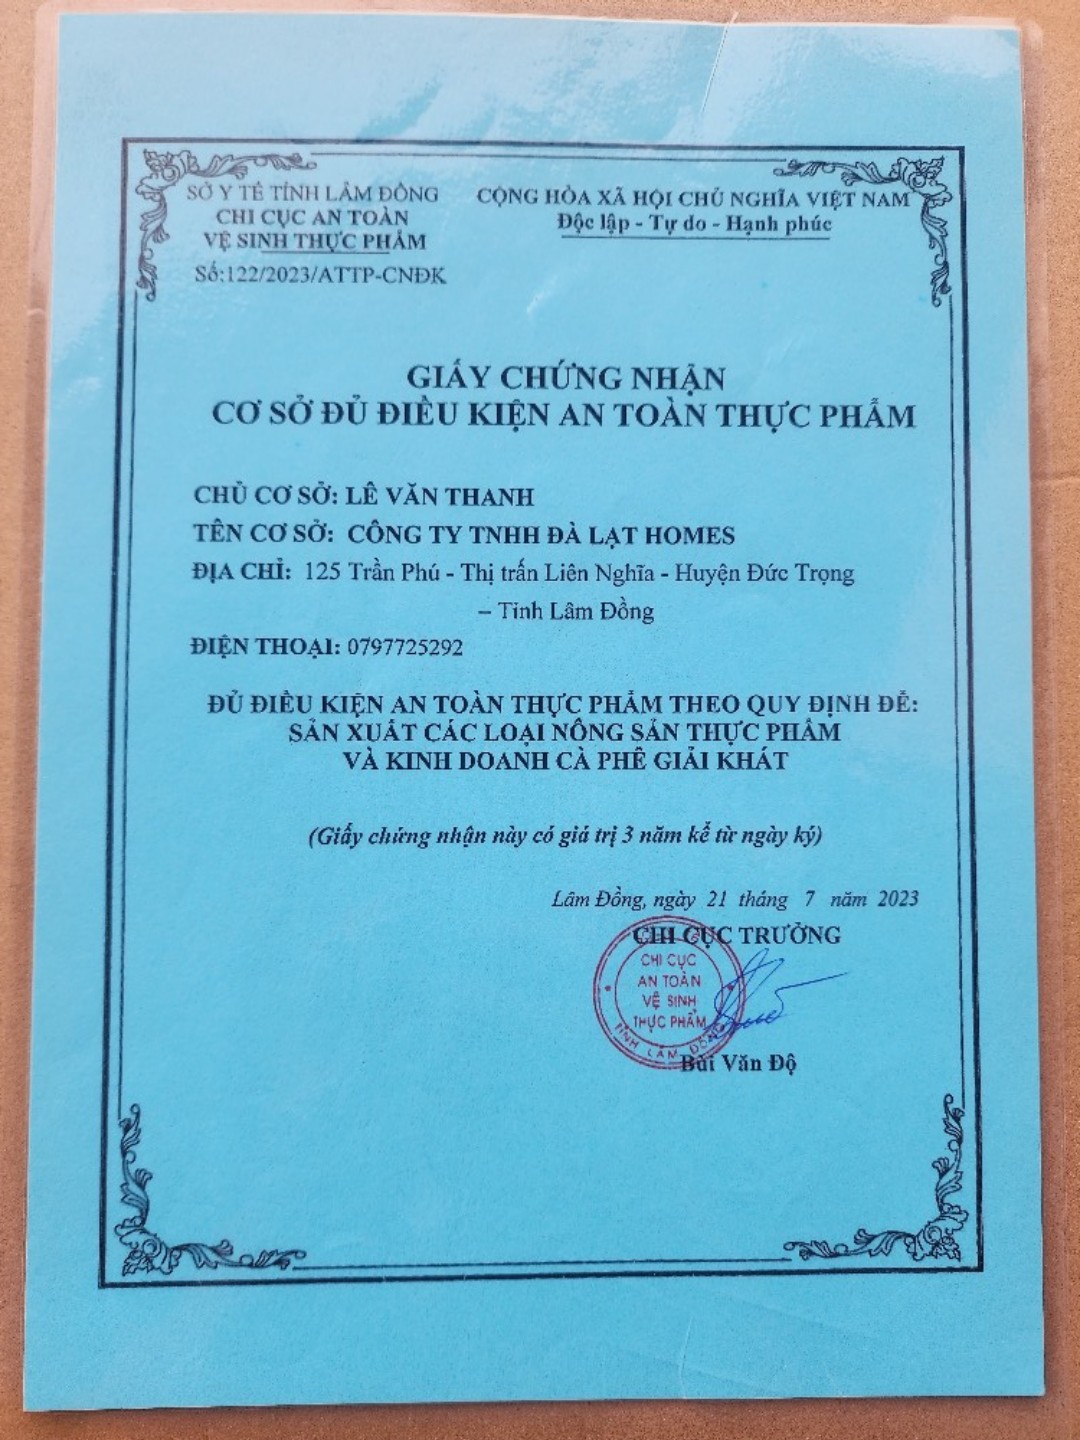 SỞ Y TẾ TỈNH LÂM ĐỒNG
CHI CỤC AN TOÀN
VỆ SINH THỰC PHẨM
Số:122/2023/ATTP-CNĐK
CỘNG HÒA XÃ HỘI CHỦ NGHĨA VIỆT NAM
Độc lập - Tự do - Hạnh phúc
GIẤY CHỨNG NHẬN
CƠ SỞ ĐỦ ĐIỀU KIỆN AN TOÀN THỰC PHẨM
CHỦ CƠ SỞ: LÊ VĂN THANH
TÊN CƠ SỞ: CÔNG TY TNHH ĐÀ LẠT HOMES
ĐỊA CHỈ: 125 Trần Phú - Thị trấn Liên Nghĩa - Huyện Đức Trọng
– Tỉnh Lâm Đồng
ĐIỆN THOẠI: 0797725292
ĐỦ ĐIỀU KIỆN AN TOÀN THỰC PHẨM THEO QUY ĐỊNH ĐỂ:
SẢN XUẤT CÁC LOẠI NÔNG SẢN THỰC PHẨM
VÀ KINH DOANH CÀ PHÊ GIẢI KHÁT
(Giấy chứng nhận này có giá trị 3 năm kể từ ngày ký)
Lâm Đồng, ngày 21 tháng 7 năm 2023
CHI CỤC TRƯỞNG
CHI CỤC
AN TOÀN
VỆ SINH
THỰC PHẨM
TỈNH LÂM ĐỒNG
Bùi Văn Độ